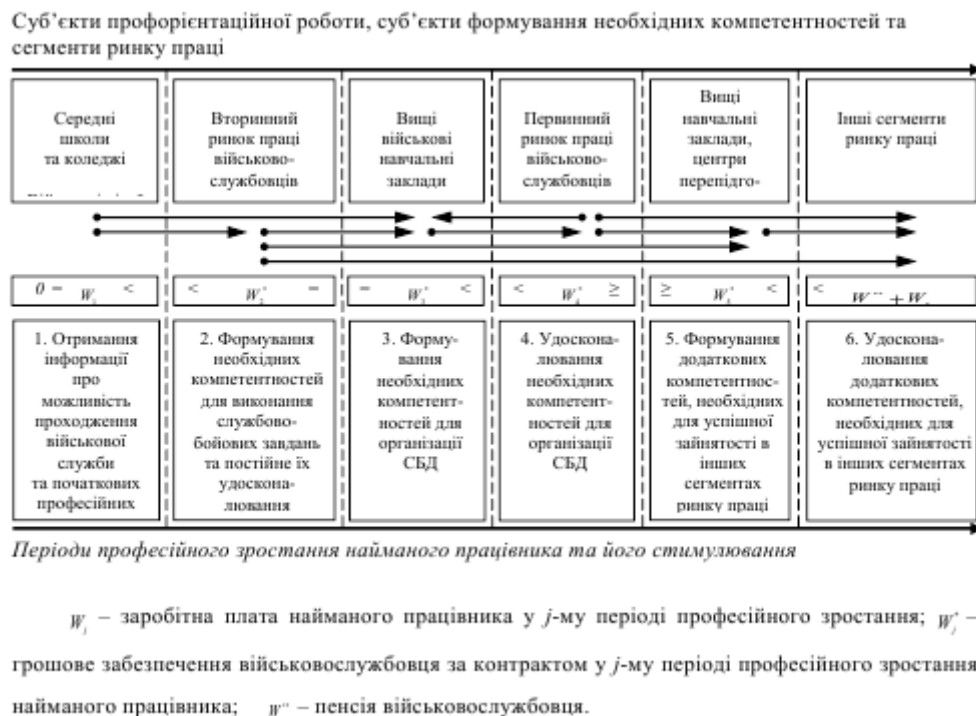 Суб’єкти профорієнтаційної роботи, суб’єкти формування необхідних компетентностей та
сегменти ринку праці
Середні
школи
та коледжі
Вторинний
ринок праці
військово-
службовців
Вищі
військові
навчальні
заклади
Первинний
ринок праці
військово-
службовців
Вищі
навчальні
заклади,
центри
перепідго-
Інші сегменти
ринку праці
0 = W <
< W* =
= W* <
< W* ≥
≥ W* <
< W** + W
1. Отримання
інформації
про
можливість
проходження
військової
служби
та початкових
професійних
2. Формування
необхідних
компетентностей
для виконання
службово-
бойових завдань
та постійне їх
удоскона-
лювання
3. Форму-
вання
необхідних
компетент-
ностей для
організації
СБД
4. Удоскона-
лювання
необхідних
компетент-
ностей для
організації
СБД
5. Формування
додаткових
компетентнос-
тей, необхідних
для успішної
зайнятості в
інших
сегментах
ринку праці
6. Удоскона-
лювання
додаткових
компетентностей,
необхідних для
успішної зайнятості
в інших сегментах
ринку праці
Періоди професійного зростання найманого працівника та його стимулювання
W_j – заробітна плата найманого працівника у j-му періоді професійного зростання; W_j* –
грошове забезпечення військовослужбовця за контрактом у j-му періоді професійного зростання
найманого працівника; W** – пенсія військовослужбовця.